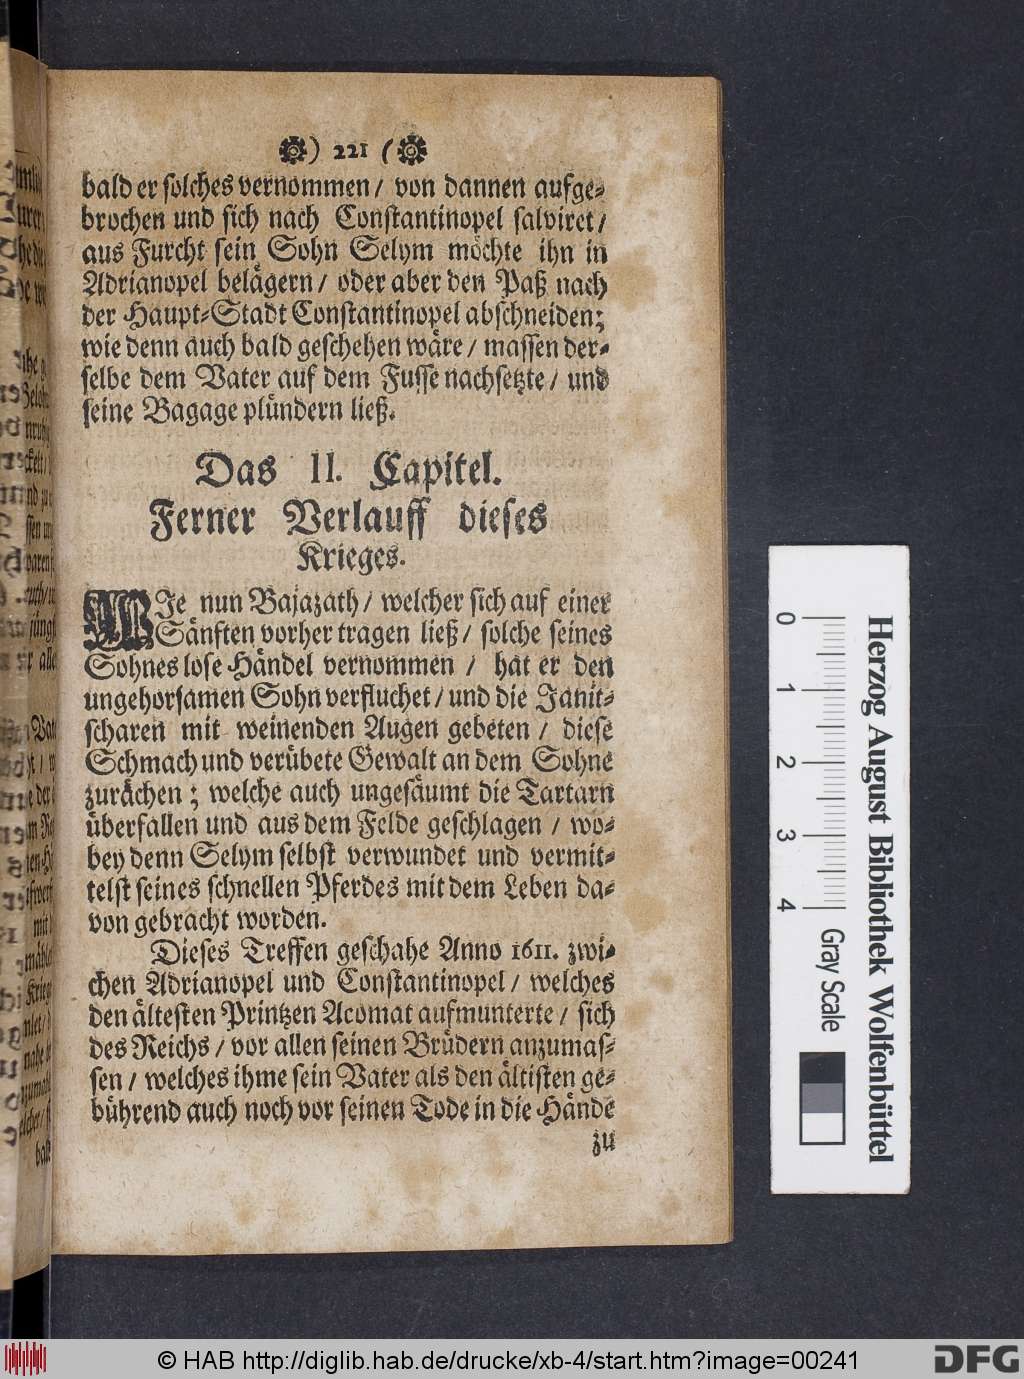 ) 221 (
bald er solches vernommen / von dannen aufge⸗
brochen und sich nach Constantinopel salviret /
aus Furcht sein Sohn Selym möchte ihn in
Adrianopel belägern / oder aber den Paß nach
der Haupt⸗Stadt Constantinopel abschneiden;
wie denn auch bald geschehen wäre / massen der⸗
selbe dem Vater auf dem Fusse nachsetzte / und
seine Bagage plündern ließ.
Das II. Capitel.
Ferner Verlauff dieses
Krieges.
WIe nun Bajazath / welcher sich auf einer
Sänften vorher tragen ließ / solche seines
Sohnes lose Händel vernommen / hat er den
ungehorsamen Sohn verfluchet / und die Janit⸗
scharen mit weinenden Augen gebeten / diese
Schmach und verübete Gewalt an dem Sohne
zurächen; welche auch ungesäumt die Tartarn
überfallen und aus dem Felde geschlagen / wo⸗
bey denn Selym selbst verwundet und vermit⸗
telst seines schnellen Pferdes mit dem Leben da⸗
von gebracht worden.
Dieses Treffen geschahe Anno 1611. zwi⸗
chen Adrianopel und Constantinopel / welches
den ältesten Printzen Acomat aufmunterte / sich
des Reichs / vor allen seinen Brüdern anzumas⸗
sen / welches ihme sein Vater als den ältisten ge⸗
bührend auch noch vor seinen Tode in die Hände
zu
0 1 2 3 4
Gray Scale
Herzog August Bibliothek Wolfenbüttel
© HAB http://diglib.hab.de/drucke/xb-4/start.htm?image=00241
DFG